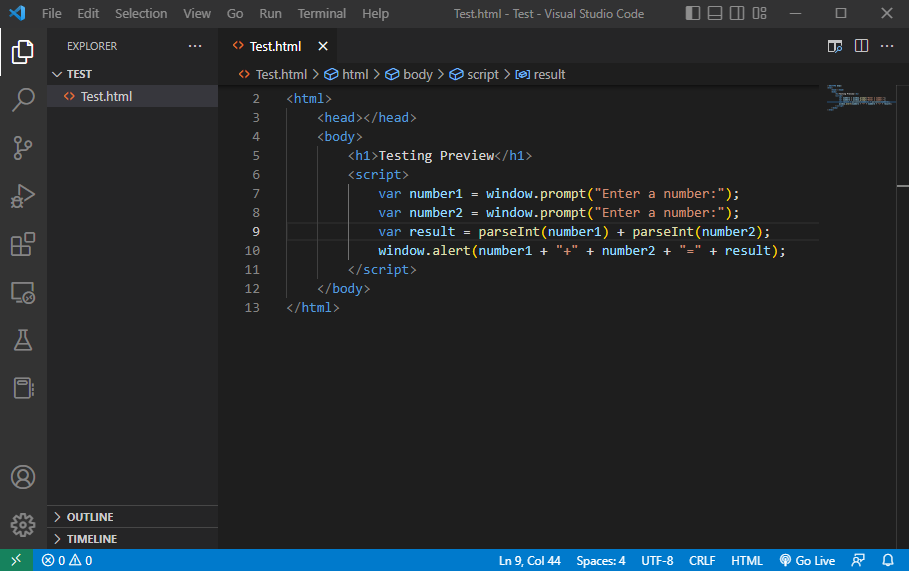 File Edit Selection View Go Run Terminal Help Test.html - Test - Visual Studio Code
EXPLORER
TEST
Test.html
Test.html
Test.html > html > body > script > result
2 <html>
3 <head></head>
4 <body>
5 <h1>Testing Preview</h1>
6 <script>
7 var number1 = window.prompt("Enter a number:");
8 var number2 = window.prompt("Enter a number:");
9 var result = parseInt(number1) + parseInt(number2);
10 window.alert(number1 + "+" + number2 + "=" + result);
11 </script>
12 </body>
13 </html>
OUTLINE
TIMELINE
0 0 Ln 9, Col 44 Spaces: 4 UTF-8 CRLF HTML Go Live